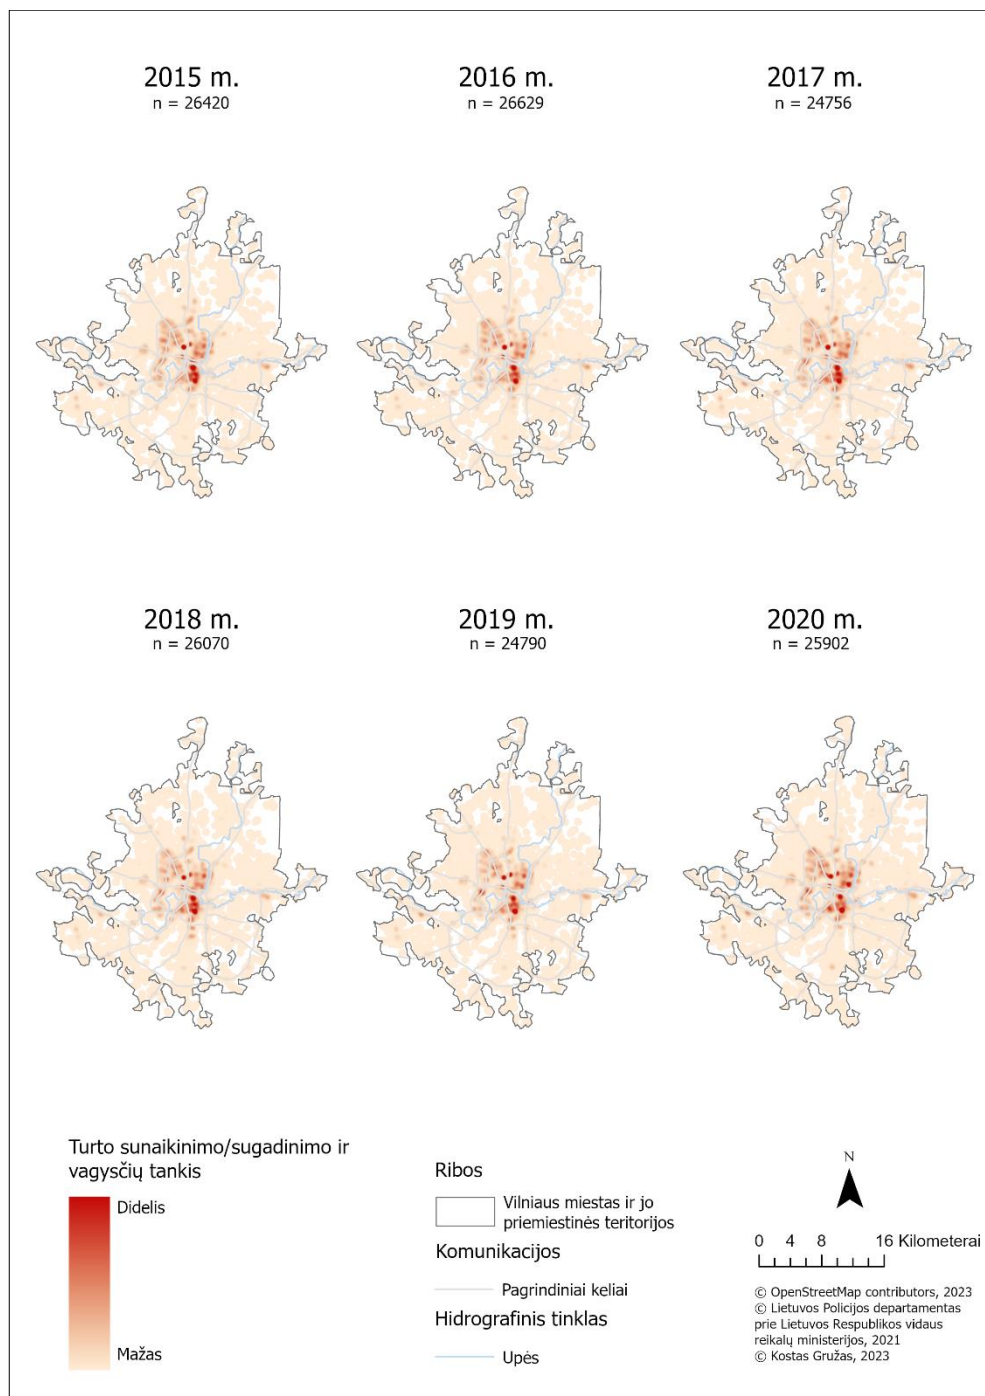 2015 m.
n = 26420
2016 m.
n = 26629
2017 m.
n = 24756
2018 m.
n = 26070
2019 m.
n = 24790
2020 m.
n = 25902
Turto sunaikinimo/sugadinimo ir
vagysčių tankis
Didelis
Mažas
Ribos
Vilniaus miestas ir jo
priemiestinės teritorijos
Komunikacijos
Pagrindiniai keliai
Hidrografinis tinklas
Upės
N
0 4 8 16 Kilometerai
© OpenStreetMap contributors, 2023
© Lietuvos Policijos departamentas
prie Lietuvos Respublikos vidaus
reikalų ministerijos, 2021
© Kostas Gružas, 2023